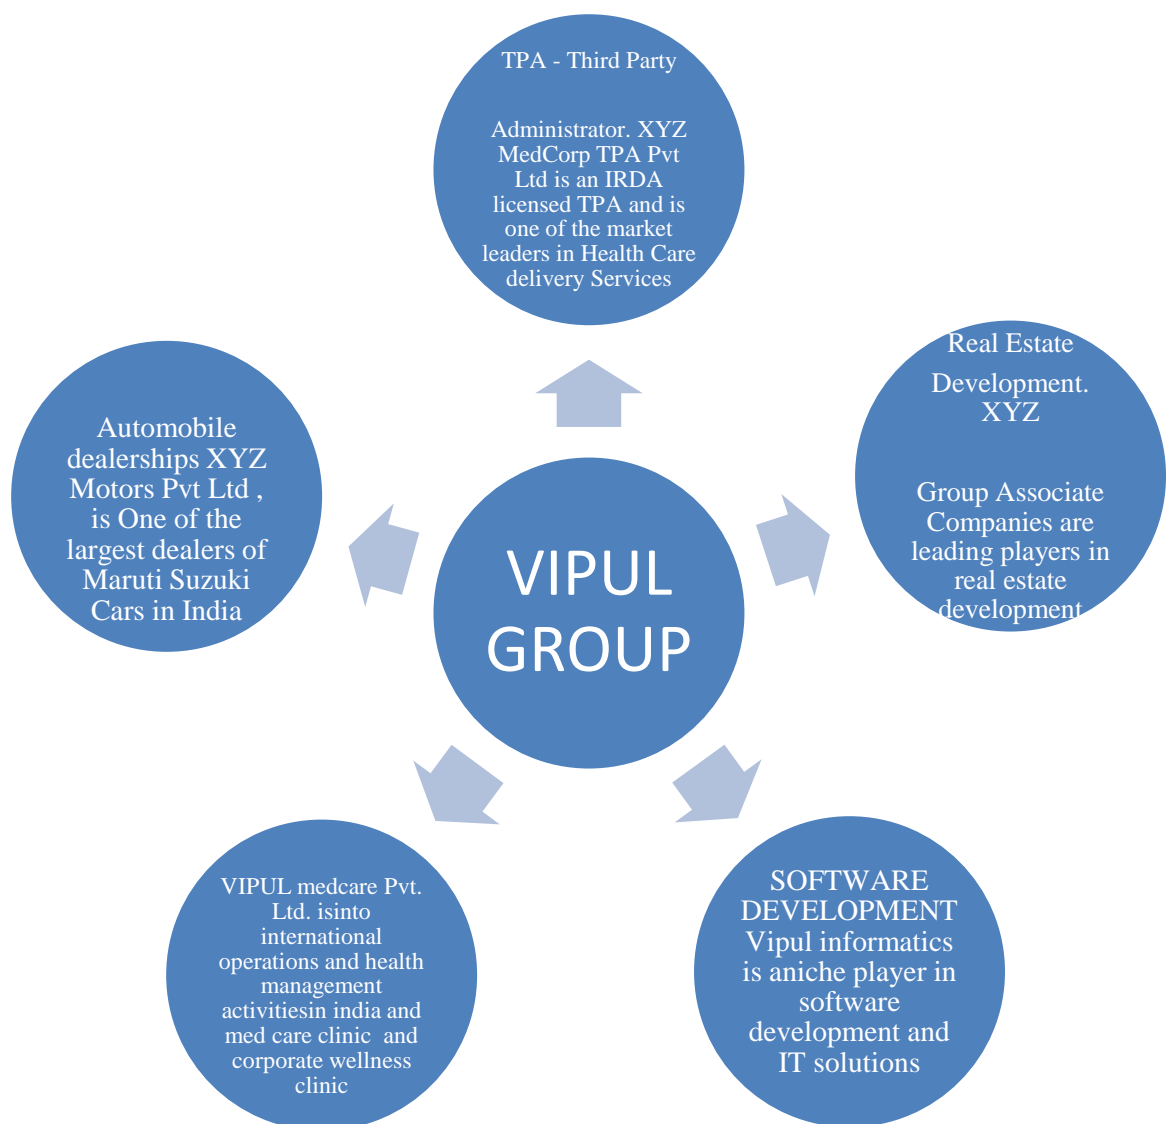 TPA - Third Party
Administrator. XYZ
MedCorp TPA Pvt
Ltd is an IRDA
licensed TPA and is
one of the market
leaders in Health Care
delivery Services
Real Estate
Development.
XYZ
Group Associate
Companies are
leading players in
real estate
development
Automobile
dealerships XYZ
Motors Pvt Ltd ,
is One of the
largest dealers of
Maruti Suzuki
Cars in India
VIPUL
GROUP
SOFTWARE
DEVELOPMENT
Vipul informatics
is aniche player in
software
development and
IT solutions
VIPUL medcare Pvt.
Ltd. isinto
international
operations and health
management
activitiesin india and
med care clinic  and
corporate wellness
clinic